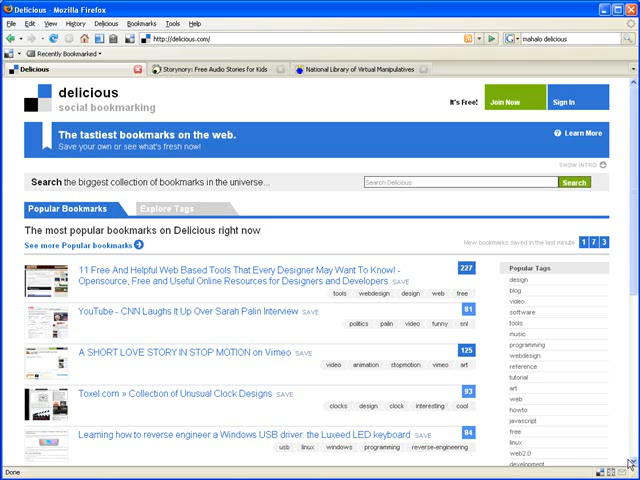 Delicious - Mozilla Firefox
File Edit View History Delicious Bookmarks Tools Help
http://delicious.com/
mahalo delicious
Recently Bookmarked
Delicious
Storynory: Free Audio Stories for Kids
National Library of Virtual Manipulatives
delicious
social bookmarking
It's Free!
Join Now
Sign In
The tastiest bookmarks on the web.
Save your own or see what's fresh now!
Learn More
SHOW INTRO
Search the biggest collection of bookmarks in the universe...
Search Delicious
Search
Popular Bookmarks
Explore Tags
The most popular bookmarks on Delicious right now
See more Popular bookmarks
New bookmarks saved in the last minute 1 7 3
11 Free And Helpful Web Based Tools That Every Designer May Want To Know! -
Opensource, Free and Useful Online Resources for Designers and Developers SAVE
227
tools webdesign design web free
YouTube - CNN Laughs It Up Over Sarah Palin Interview SAVE
81
politics palin video funny snl
A SHORT LOVE STORY IN STOP MOTION on Vimeo SAVE
125
video animation stopmotion vimeo art
Toxel.com » Collection of Unusual Clock Designs SAVE
93
clocks design clock interesting cool
Learning how to reverse engineer a Windows USB driver: the Luxeed LED keyboard SAVE
84
usb linux windows programming reverse-engineering
Popular Tags
design
blog
video
software
tools
music
programming
webdesign
reference
tutorial
art
web
howto
javascript
free
linux
web2.0
development
Done